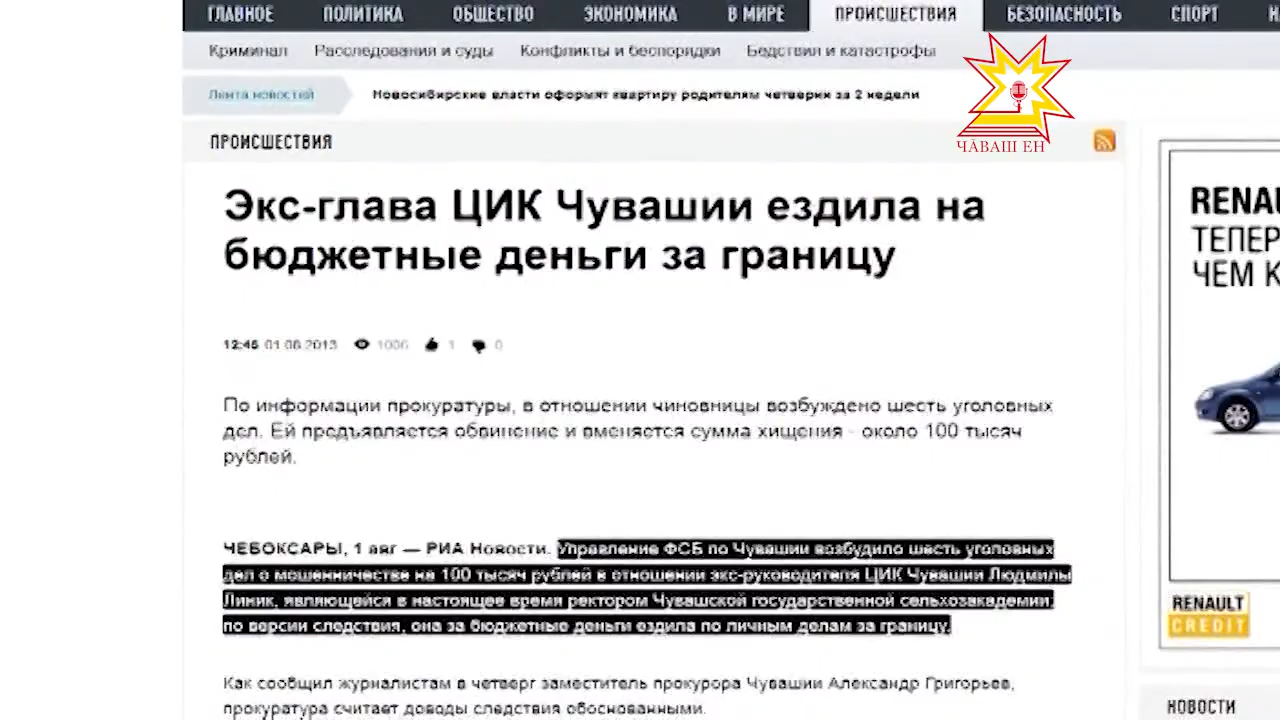 ГЛАВНОЕ ПОЛИТИКА ОБЩЕСТВО ЭКОНОМИКА В МИРЕ ПРОИСШЕСТВИЯ БЕЗОПАСНОСТЬ СПОРТ Н
Криминал Расследования и суды Конфликты и беспорядки Бедствия и катастрофы
Лента новостей Новосибирские власти оформят квартиру родителям четверни за 2 недели
ЧӐВАШ ЕН
ПРОИСШЕСТВИЯ
Экс-глава ЦИК Чувашии ездила на
бюджетные деньги за границу
12:45 01.08.2013 1006 1 0
По информации прокуратуры, в отношении чиновницы возбуждено шесть уголовных
дел. Ей предъявляется обвинение и вменяется сумма хищения - около 100 тысяч
рублей.
ЧЕБОКСАРЫ, 1 авг — РИА Новости. Управление ФСБ по Чувашии возбудило шесть уголовных
дел о мошенничестве на 100 тысяч рублей в отношении экс-руководителя ЦИК Чувашии Людмилы
Линик, являющейся в настоящее время ректором Чувашской государственной сельхозакадемии,
по версии следствия, она за бюджетные деньги ездила по личным делам за границу.
Как сообщил журналистам в четверг заместитель прокурора Чувашии Александр Григорьев,
прокуратура считает доводы следствия обоснованными.
RENAU
ТЕПЕР
ЧЕМ К
RENAULT
CREDIT
НОВОСТИ